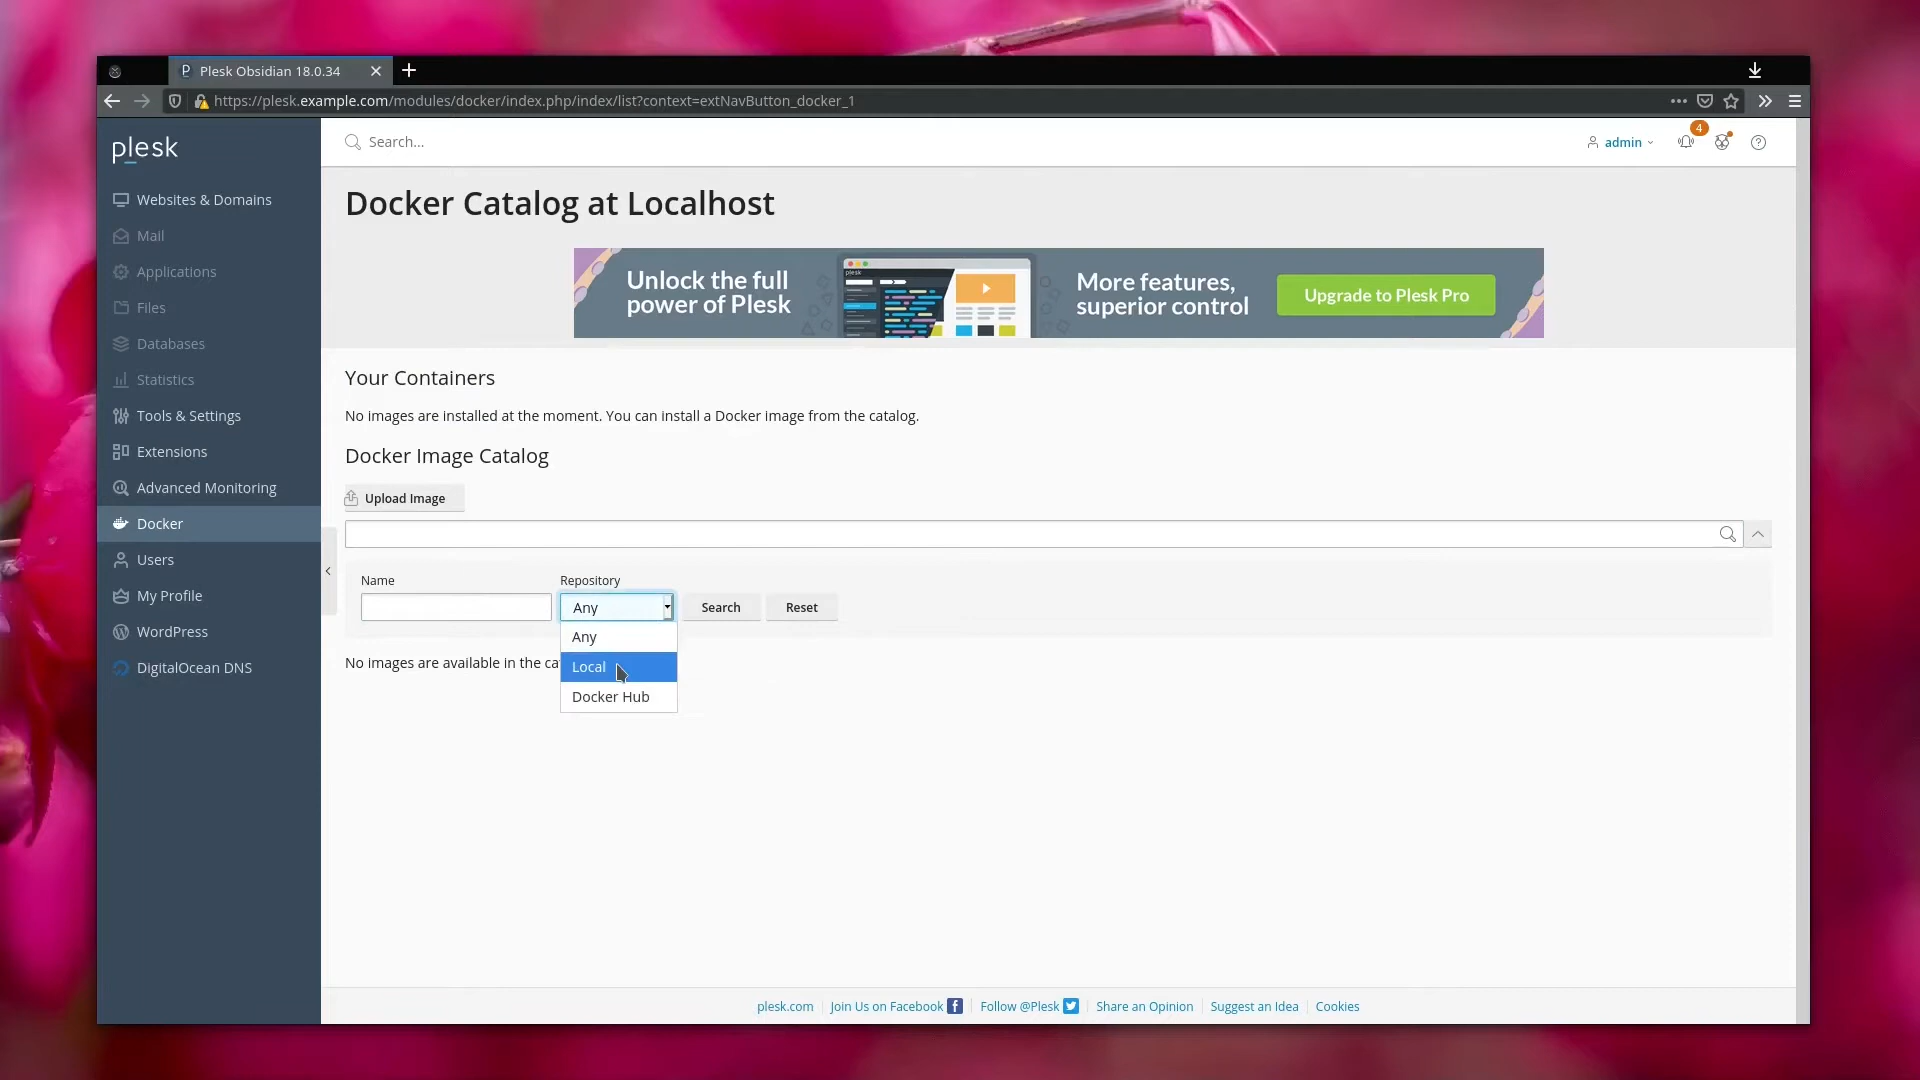 Plesk Obsidian 18.0.34
https://plesk.example.com/modules/docker/index.php/index/list?context=extNavButton_docker_1
plesk
Search...
admin
4
Websites & Domains
Mail
Applications
Files
Databases
Statistics
Tools & Settings
Extensions
Advanced Monitoring
Docker
Users
My Profile
WordPress
DigitalOcean DNS
Docker Catalog at Localhost
Unlock the full
power of Plesk
plesk
More features,
superior control
Upgrade to Plesk Pro
Your Containers
No images are installed at the moment. You can install a Docker image from the catalog.
Docker Image Catalog
Upload Image
Name
Repository
Any
Search
Reset
Any
Local
Docker Hub
No images are available in the ca
plesk.com
Join Us on Facebook
Follow @Plesk
Share an Opinion
Suggest an Idea
Cookies